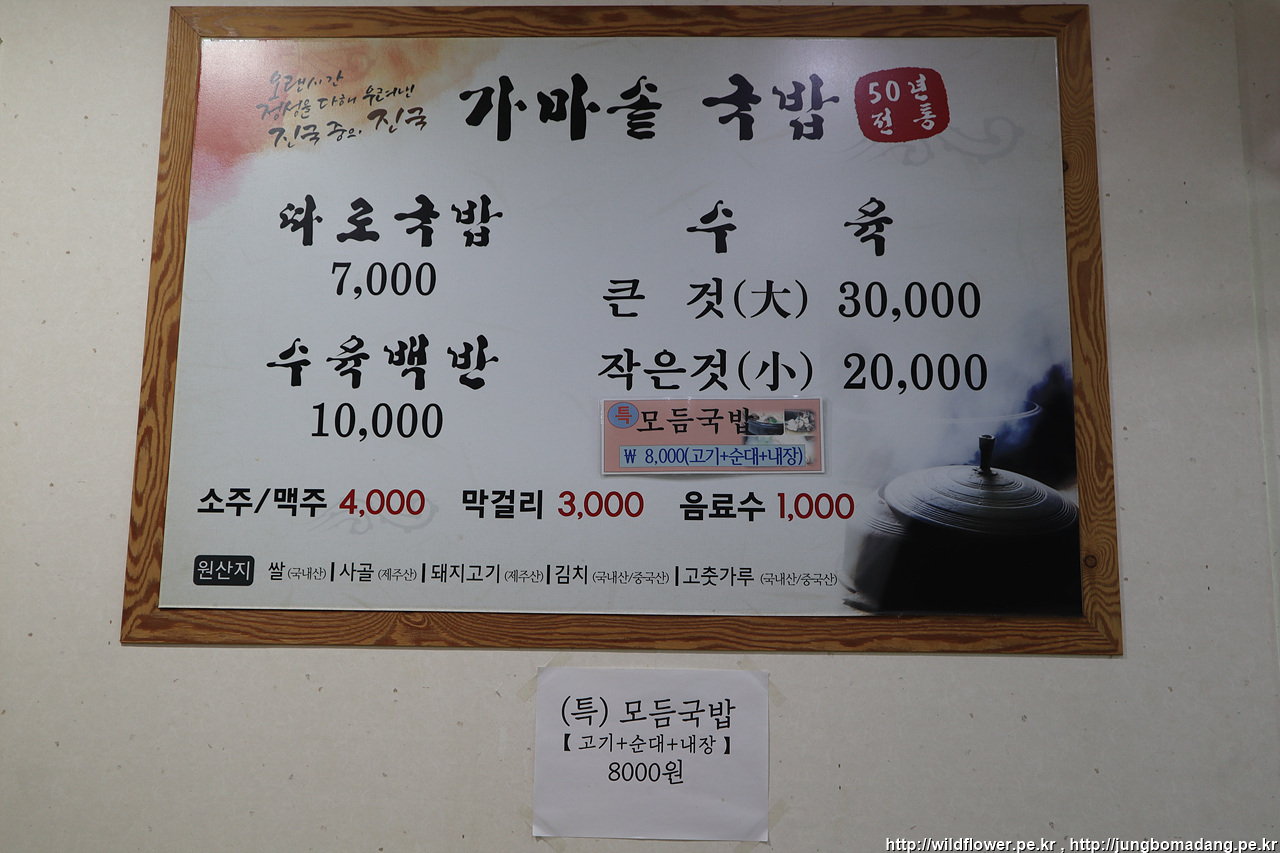 오랜시간
정성을 다해 우려낸
진국 중의 진국
가마솥 국밥
50년
전통
따로국밥
7,000
수육백반
10,000
수 육
큰 것(大) 30,000
작은것(小) 20,000
특 모듬국밥
₩ 8,000(고기+순대+내장)
소주/맥주 4,000 막걸리 3,000 음료수 1,000
원산지 쌀 (국내산) | 사골 (제주산) | 돼지고기 (제주산) | 김치 (국내산/중국산) | 고춧가루 (국내산/중국산)
(특) 모듬국밥
【 고기+순대+내장 】
8000원
http://wildflower.pe.kr , http://jungbomadang.pe.kr